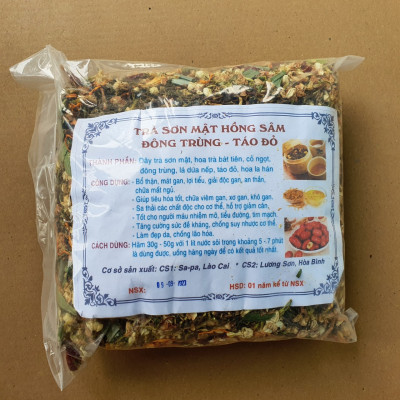 TRÀ SƠN MẬT HỒNG SÂM
ĐÔNG TRÙNG - TÁO ĐỎ
THÀNH PHẦN: Dây trà sơn mật, hoa trà bát tiên, cỏ ngọt,
đông trùng, lá dứa nếp, táo đỏ, hoa la hán
CÔNG DỤNG: - Bổ thận, mát gan, lợi tiểu, giải độc gan, an thần,
chữa mất ngủ.
- Giúp tiêu hóa tốt, chữa viêm gan, xơ gan, khó gan.
- Sa thải các chất độc cho cơ thể, hỗ trợ giảm cân,
- Tốt cho người máu nhiễm mỡ, tiểu đường, tim mạch.
- Tăng cường sức đề kháng, chống suy nhược cơ thể.
- Làm đẹp da, chống lão hóa.
CÁCH DÙNG: Hãm 30g - 50g với 1 lít nước sôi trong khoảng 5 - 7 phút
là dùng được, uống hàng ngày để có kết quả tốt nhất.
Cơ sở sản xuất: CS1: Sa-pa, Lào Cai * CS2: Lương Sơn, Hòa Bình
NSX:
HSD: 01 năm kể từ NSX